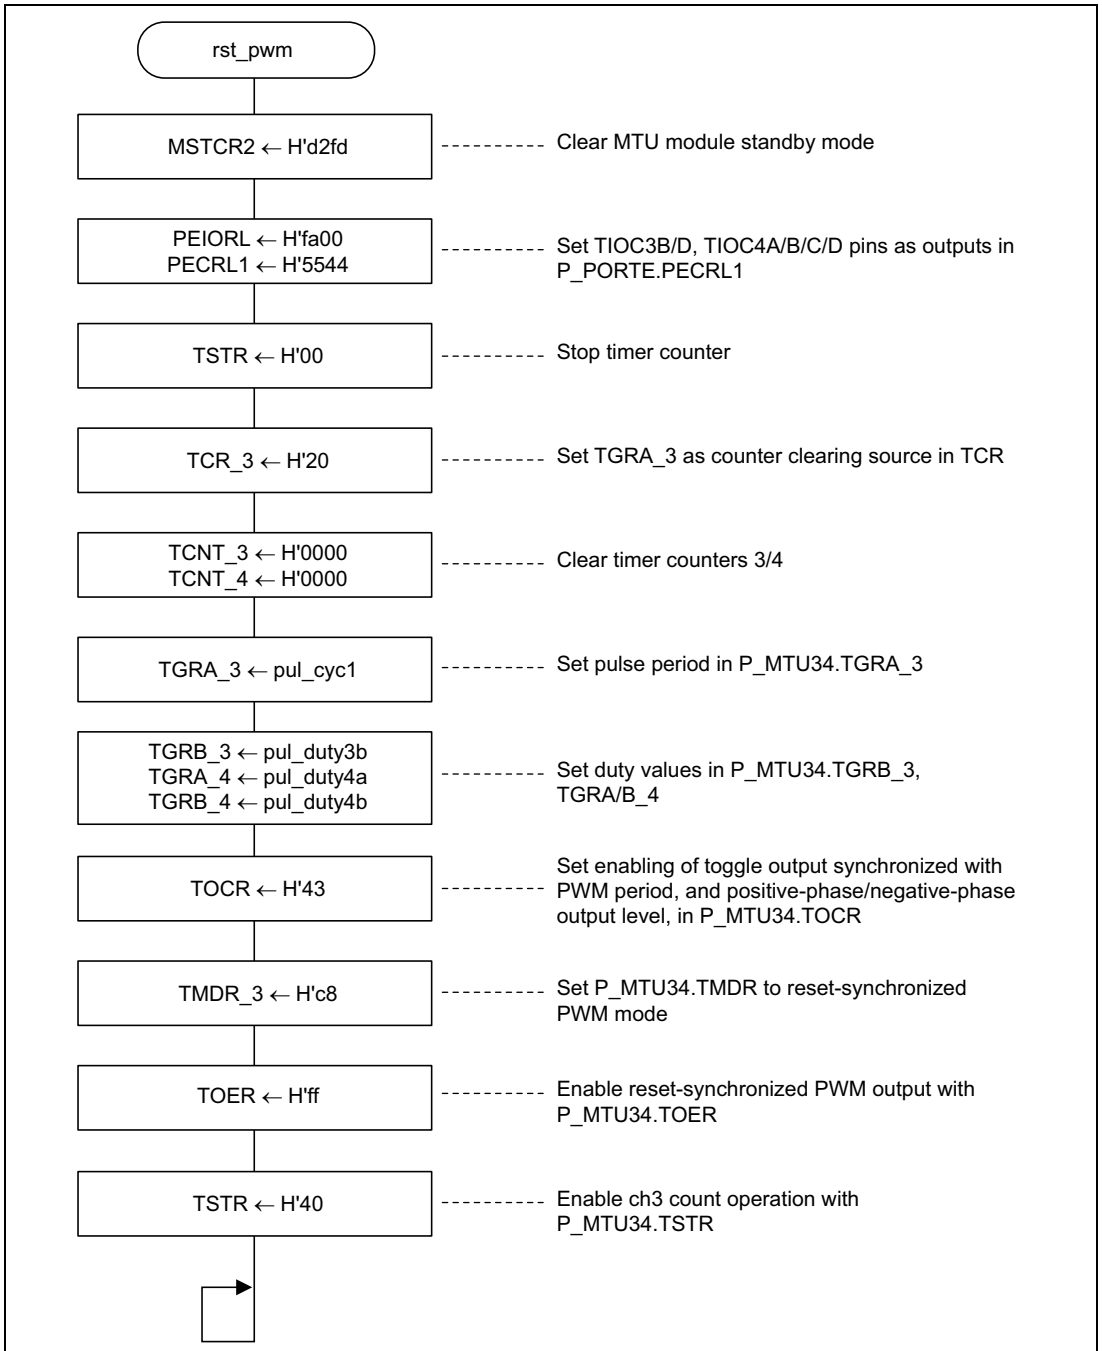 rst_pwm
MSTCR2 ← H'd2fd
Clear MTU module standby mode
PEIORL ← H'fa00
PECRL1 ← H'5544
Set TIOC3B/D, TIOC4A/B/C/D pins as outputs in
P_PORTE.PECRL1
TSTR ← H'00
Stop timer counter
TCR_3 ← H'20
Set TGRA_3 as counter clearing source in TCR
TCNT_3 ← H'0000
TCNT_4 ← H'0000
Clear timer counters 3/4
TGRA_3 ← pul_cyc1
Set pulse period in P_MTU34.TGRA_3
TGRB_3 ← pul_duty3b
TGRA_4 ← pul_duty4a
TGRB_4 ← pul_duty4b
Set duty values in P_MTU34.TGRB_3,
TGRA/B_4
TOCR ← H'43
Set enabling of toggle output synchronized with
PWM period, and positive-phase/negative-phase
output level, in P_MTU34.TOCR
TMDR_3 ← H'c8
Set P_MTU34.TMDR to reset-synchronized
PWM mode
TOER ← H'ff
Enable reset-synchronized PWM output with
P_MTU34.TOER
TSTR ← H'40
Enable ch3 count operation with
P_MTU34.TSTR